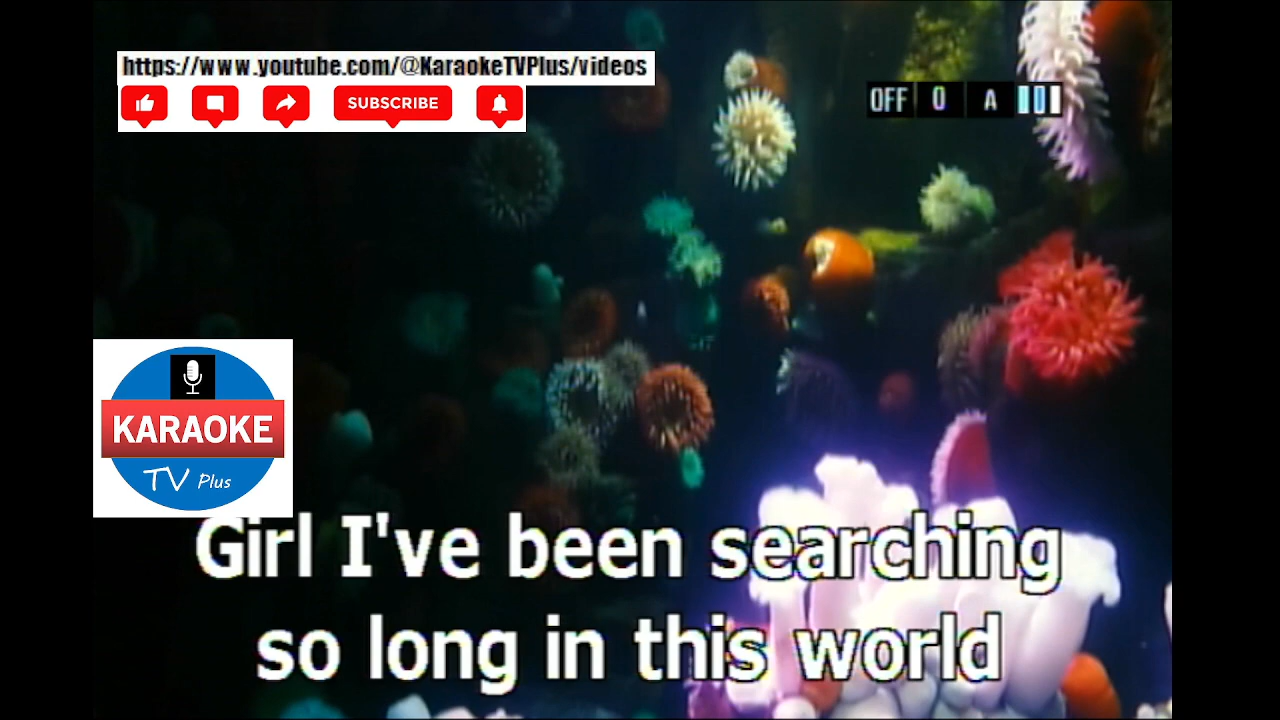 https://www.youtube.com/@KaraokeTVPlus/videos
SUBSCRIBE
OFF 0 A
KARAOKE
TV Plus
Girl I've been searching
so long in this world